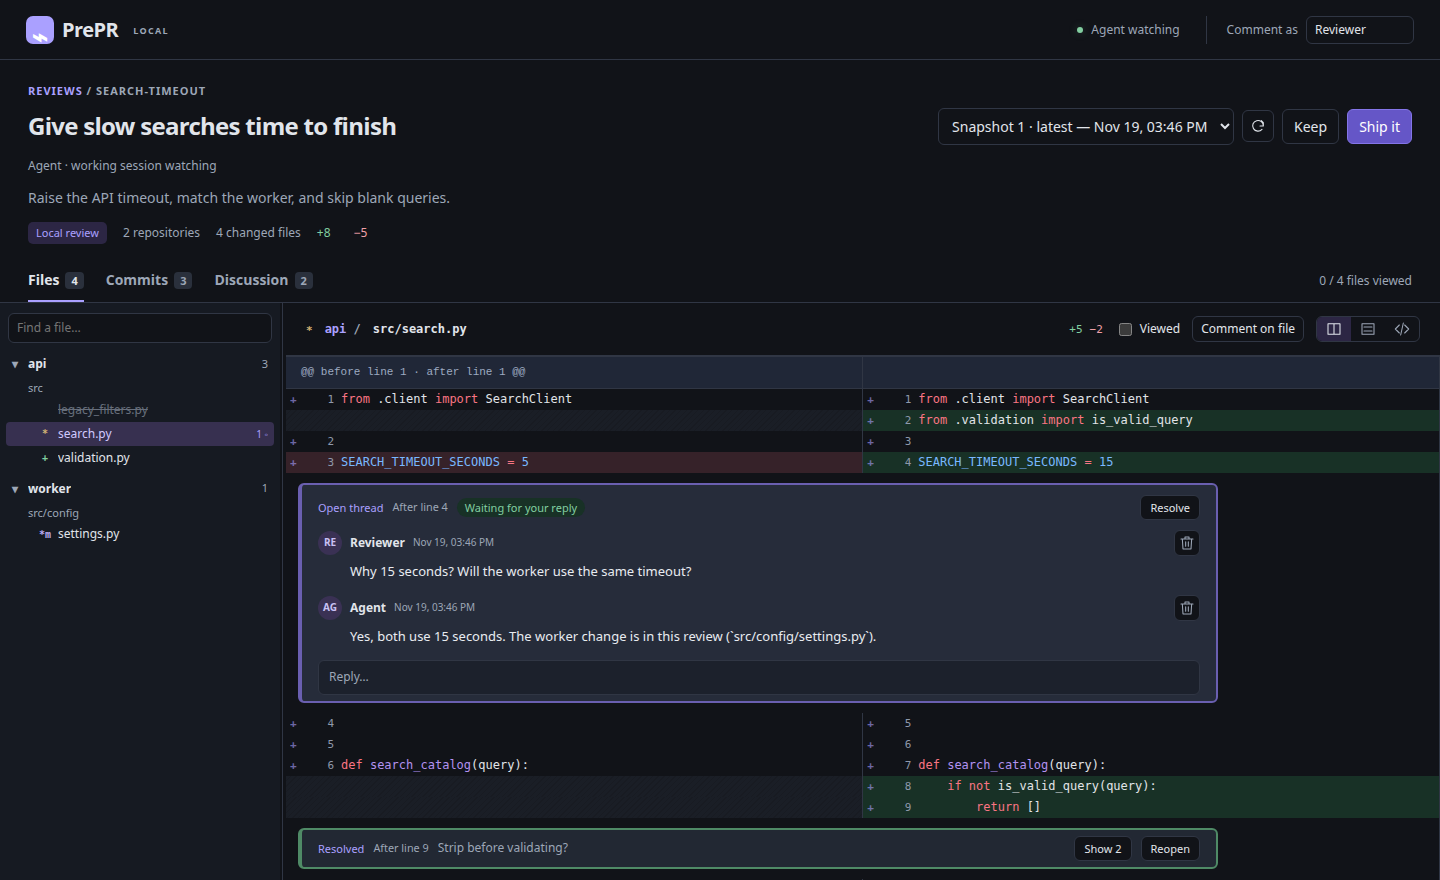 PrePR LOCAL
Agent watching
Comment as Reviewer
REVIEWS / SEARCH-TIMEOUT
Give slow searches time to finish
Snapshot 1 · latest — Nov 19, 03:46 PM
Keep
Ship it
Agent · working session watching
Raise the API timeout, match the worker, and skip blank queries.
Local review 2 repositories 4 changed files +8 −5
Files 4 Commits 3 Discussion 2
0 / 4 files viewed
Find a file...
▼ api 3
src
legacy_filters.py
* search.py 1
+ validation.py
▼ worker 1
src/config
*m settings.py
* api / src/search.py
+5 −2 Viewed Comment on file
@@ before line 1 · after line 1 @@
+ 1 from .client import SearchClient + 1 from .client import SearchClient
+ 2 from .validation import is_valid_query
+ 2 + 3
+ 3 SEARCH_TIMEOUT_SECONDS = 5 + 4 SEARCH_TIMEOUT_SECONDS = 15
Open thread After line 4 Waiting for your reply Resolve
RE Reviewer Nov 19, 03:46 PM
Why 15 seconds? Will the worker use the same timeout?
AG Agent Nov 19, 03:46 PM
Yes, both use 15 seconds. The worker change is in this review (`src/config/settings.py`).
Reply...
+ 4 + 5
+ 5 + 6
+ 6 def search_catalog(query): + 7 def search_catalog(query):
+ 8 if not is_valid_query(query):
+ 9 return []
Resolved After line 9 Strip before validating? Show 2 Reopen